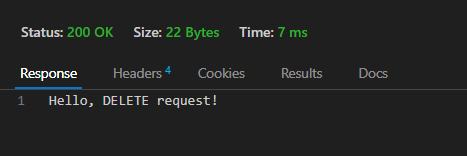 Status: 200 OK Size: 22 Bytes Time: 7 ms
Response Headers 4 Cookies Results Docs
1 Hello, DELETE request!